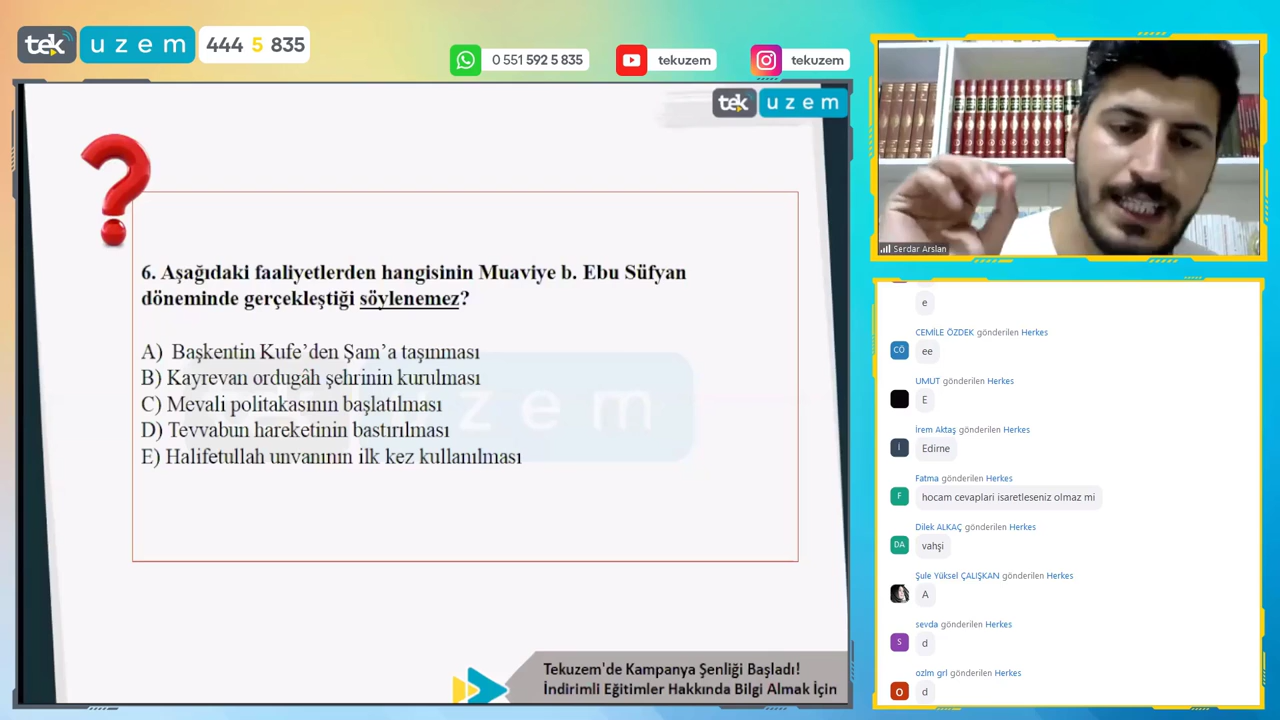 tek uzem 444 5 835
0 551 592 5 835
tekuzem
tekuzem
tek uzem
6. Aşağıdaki faaliyetlerden hangisinin Muaviye b. Ebu Süfyan
döneminde gerçekleştiği söylenemez?
A) Başkentin Kufe'den Şam'a taşınması
B) Kayrevan ordugâh şehrinin kurulması
C) Mevali politakasının başlatılması
D) Tevvabun hareketinin bastırılması
E) Halifetullah unvanının ilk kez kullanılması
uzem
Tekuzem'de Kampanya Şenliği Başladı!
İndirimli Eğitimler Hakkında Bilgi Almak İçin
Serdar Arslan
e
CEMİLE ÖZDEK gönderilen Herkes
CÖ
ee
UMUT gönderilen Herkes
E
İrem Aktaş gönderilen Herkes
İ
Edirne
Fatma gönderilen Herkes
F
hocam cevaplari isaretleseniz olmaz mi
Dilek ALKAÇ gönderilen Herkes
DA
vahşi
Şule Yüksel ÇALIŞKAN gönderilen Herkes
A
sevda gönderilen Herkes
S
d
ozlm grl gönderilen Herkes
O
d